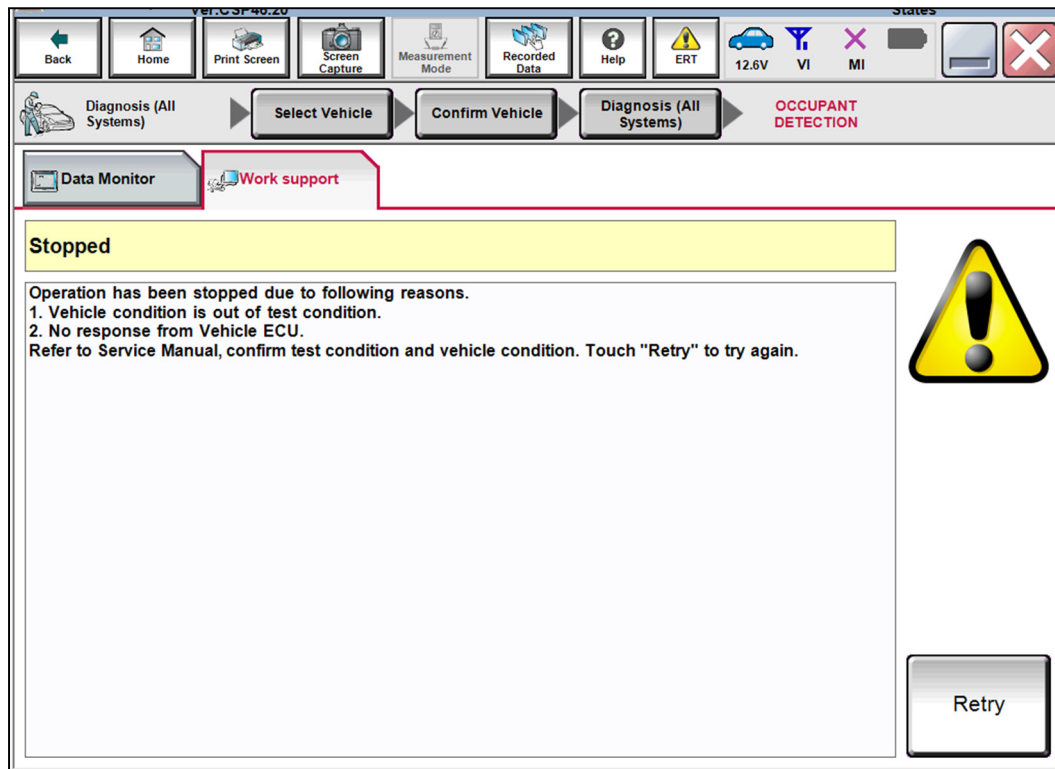 Ver.CSP46.20
States
Back
Home
Print Screen
Screen
Capture
Measurement
Mode
Recorded
Data
Help
ERT
12.6V
VI
MI
Diagnosis (All
Systems)
Select Vehicle
Confirm Vehicle
Diagnosis (All
Systems)
OCCUPANT
DETECTION
Data Monitor
Work support
Stopped
Operation has been stopped due to following reasons.
1. Vehicle condition is out of test condition.
2. No response from Vehicle ECU.
Refer to Service Manual, confirm test condition and vehicle condition. Touch "Retry" to try again.
Retry